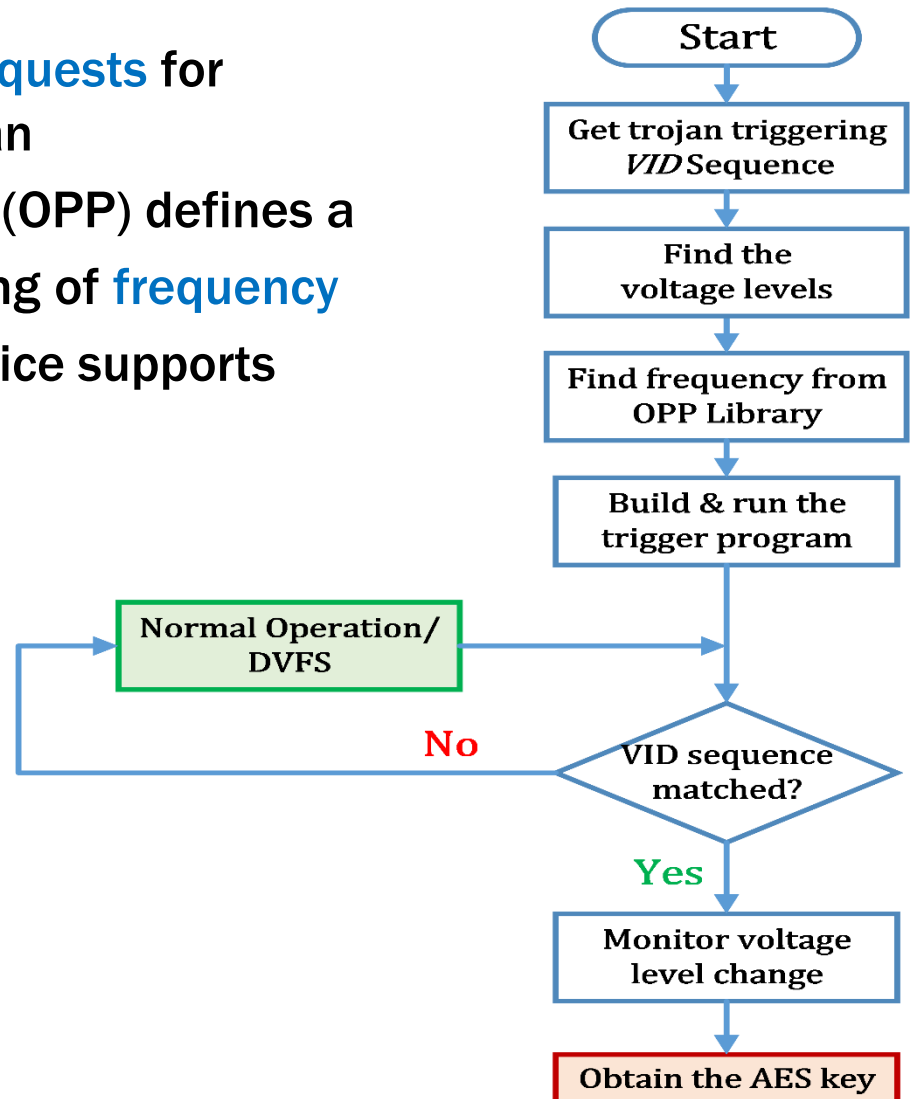 quests for
an
(OPP) defines a
ng of frequency
ice supports
Start
Get trojan triggering
VID Sequence
Find the
voltage levels
Find frequency from
OPP Library
Build & run the
trigger program
Normal Operation/
DVFS
No
VID sequence
matched?
Yes
Monitor voltage
level change
Obtain the AES key